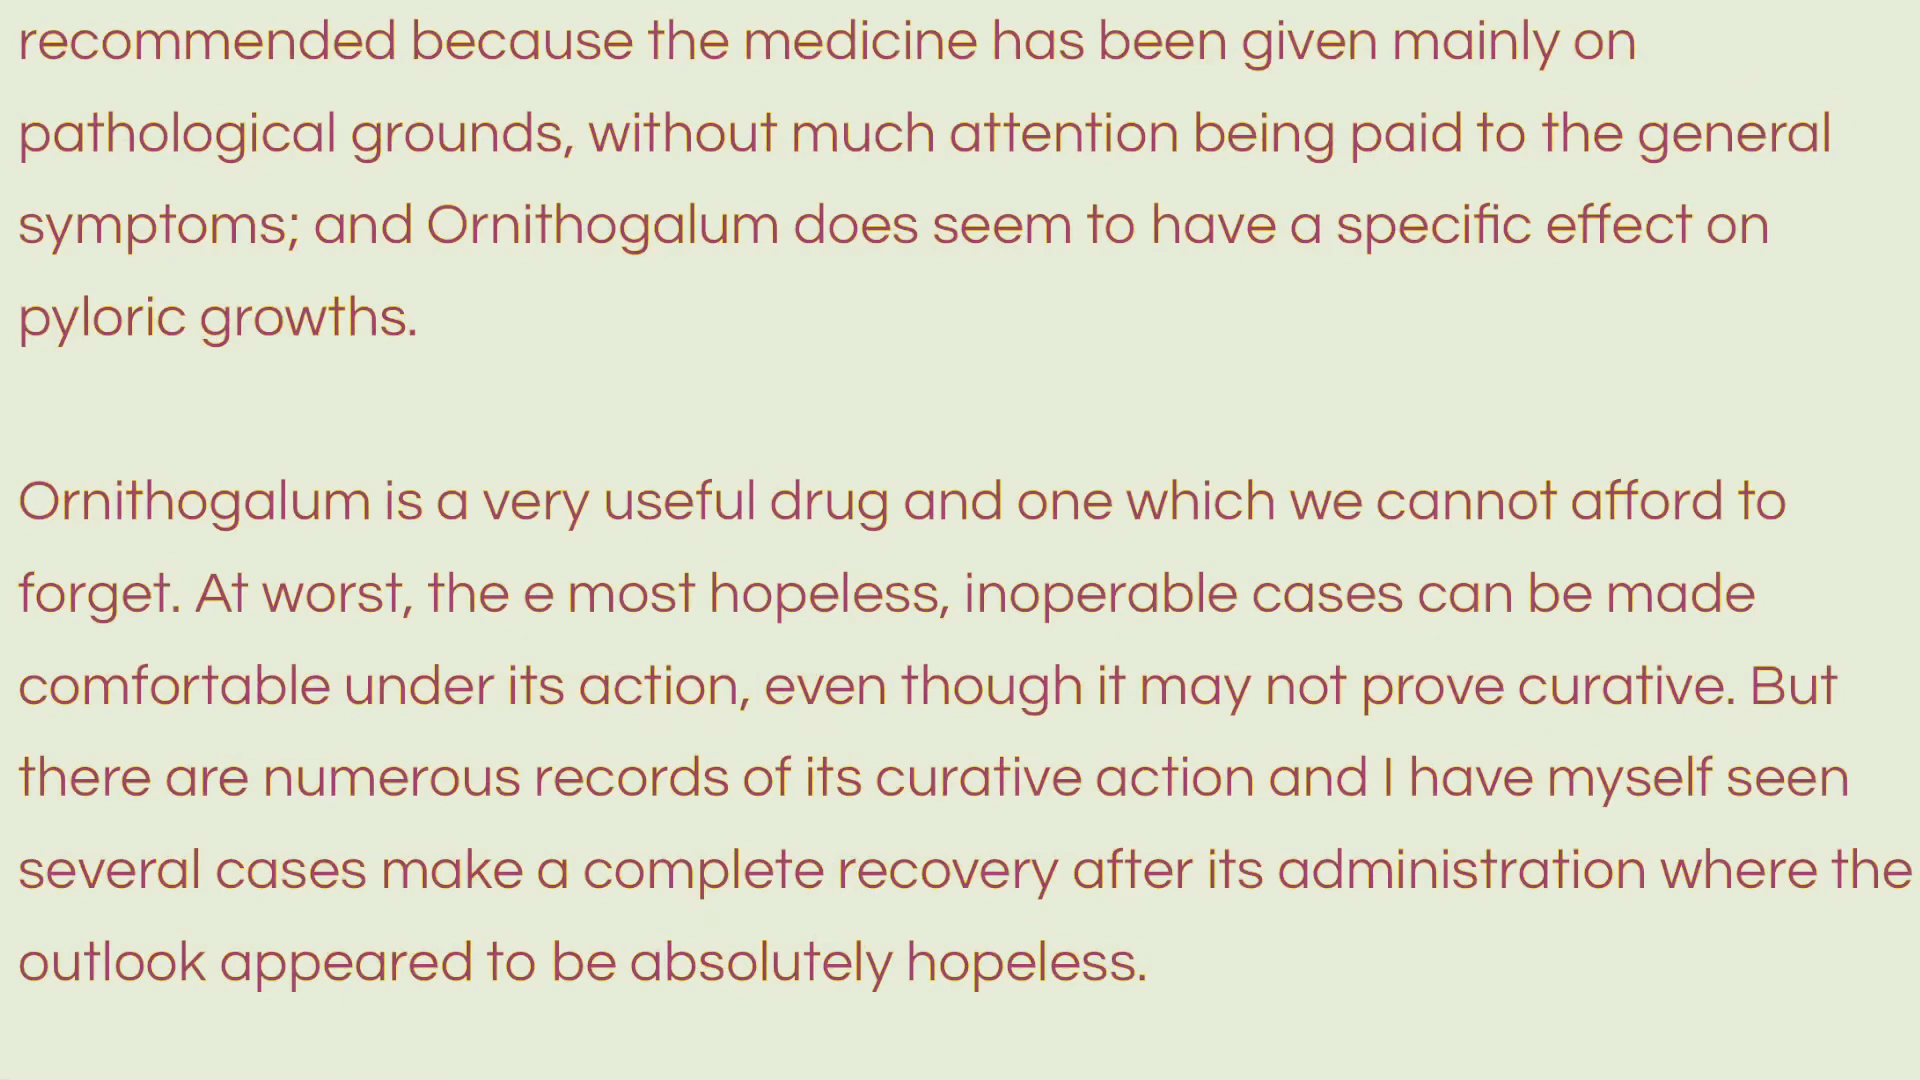 recommended because the medicine has been given mainly on
pathological grounds, without much attention being paid to the general
symptoms; and Ornithogalum does seem to have a specific effect on
pyloric growths.
Ornithogalum is a very useful drug and one which we cannot afford to
forget. At worst, the e most hopeless, inoperable cases can be made
comfortable under its action, even though it may not prove curative. But
there are numerous records of its curative action and I have myself seen
several cases make a complete recovery after its administration where the
outlook appeared to be absolutely hopeless.